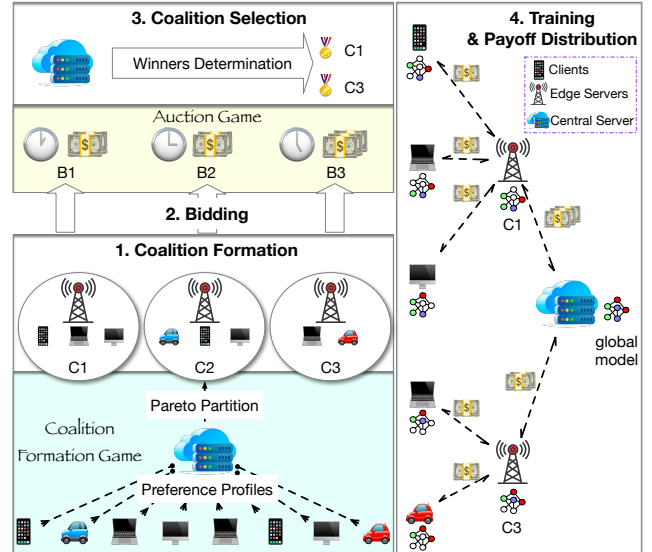 3. Coalition Selection
Winners Determination
C1
C3
Auction Game
B1
B2
B3
2. Bidding
1. Coalition Formation
C1
C2
C3
Pareto Partition
Coalition
Formation Game
Preference Profiles
4. Training
& Payoff Distribution
Clients
Edge Servers
Central Server
C1
global
model
C3